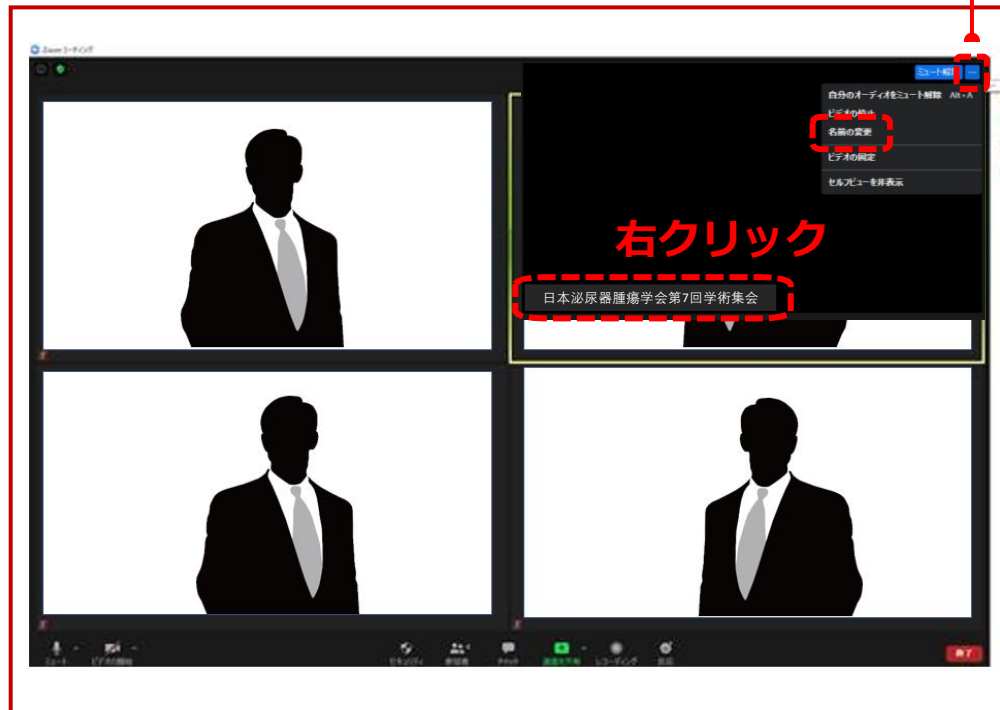 Zoom ミーティング
ミュート解除 …
自分のオーディオをミュート解除 Alt+A
ビデオの停止
名前の変更
ビデオの固定
セルフビューを非表示
右クリック
日本泌尿器腫瘍学会第7回学術集会
ミュート
ビデオの開始
セキュリティ
参加者
チャット
画面を共有
レコーディング
反応
終了